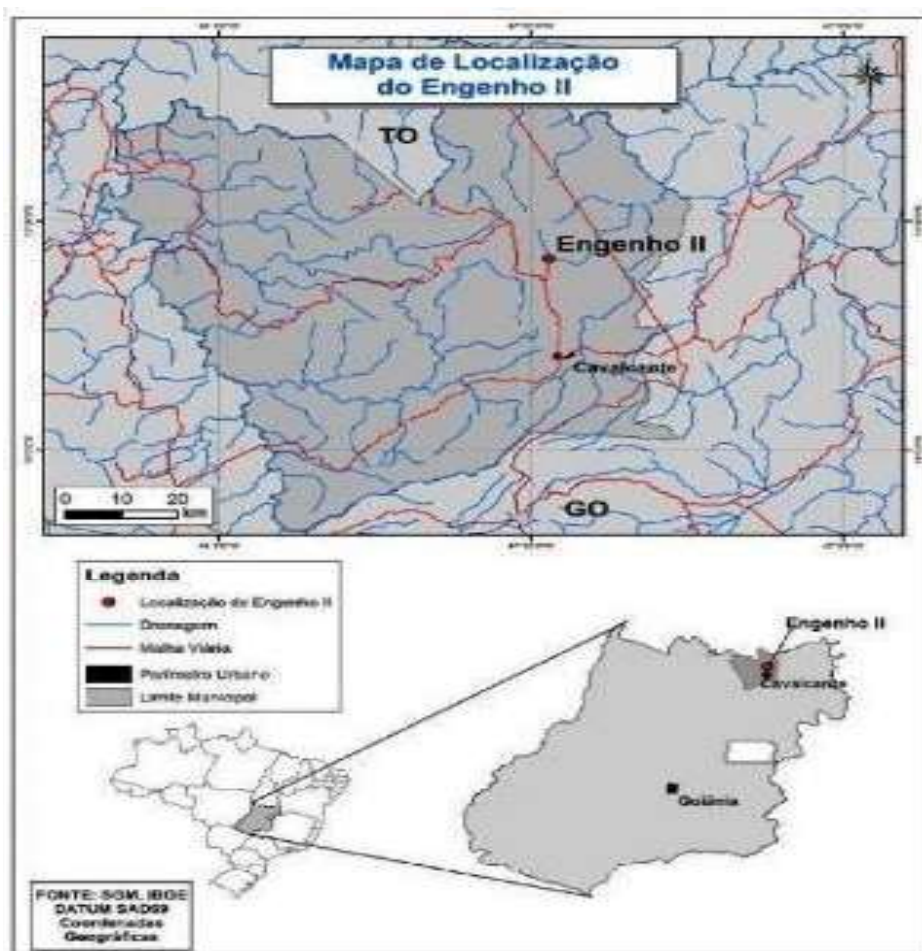 Mapa de Localização
do Engenho II
TO
Engenho II
Cavalcante
GO
0 10 20
km
Legenda
Localização do Engenho II
Drenagem
Malha Viária
Perímetro Urbano
Limite Municipal
Engenho II
Cavalcante
Goiânia
FONTE: SGM, IBGE
DATUM SAD69
Coordenadas
Geográficas